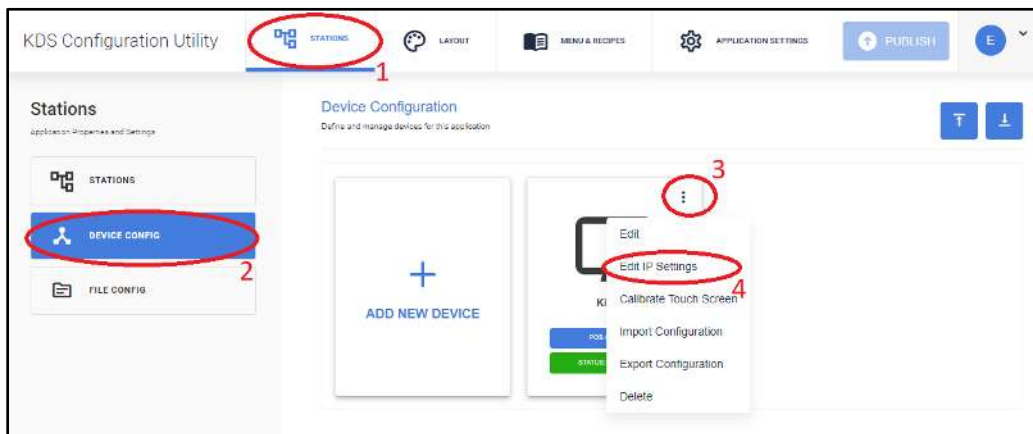 KDS Configuration Utility
STATIONS
LAYOUT
MENU & RECIPES
APPLICATION SETTINGS
PUBLISH
E
1
Stations
Application Properties and Settings
Device Configuration
Define and manage devices for this application
STATIONS
DEVICE CONFIG
2
FILE CONFIG
ADD NEW DEVICE
3
Edit
Edit IP Settings
4
Calibrate Touch Screen
Import Configuration
Export Configuration
Delete
POS
STATUS